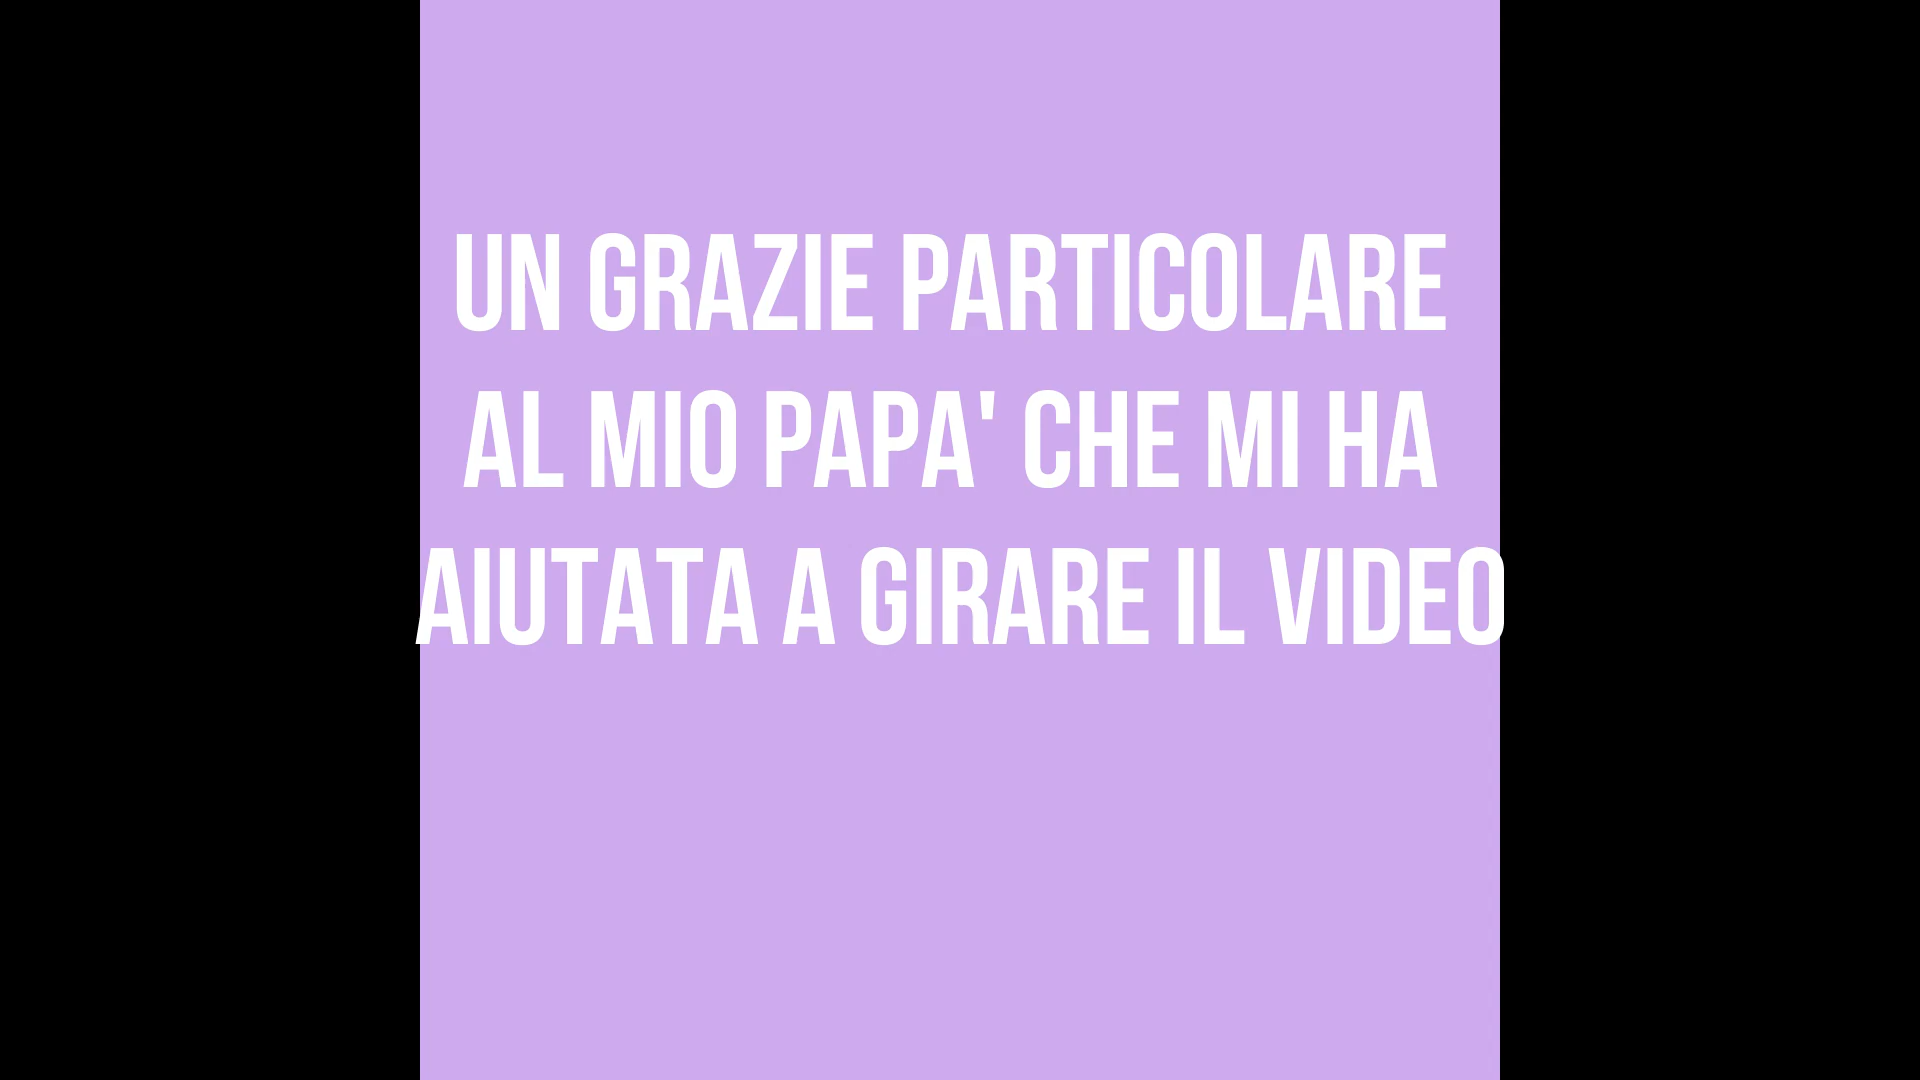 UN GRAZIE PARTICOLARE
AL MIO PAPA' CHE MI HA
AIUTATA A GIRARE IL VIDEO